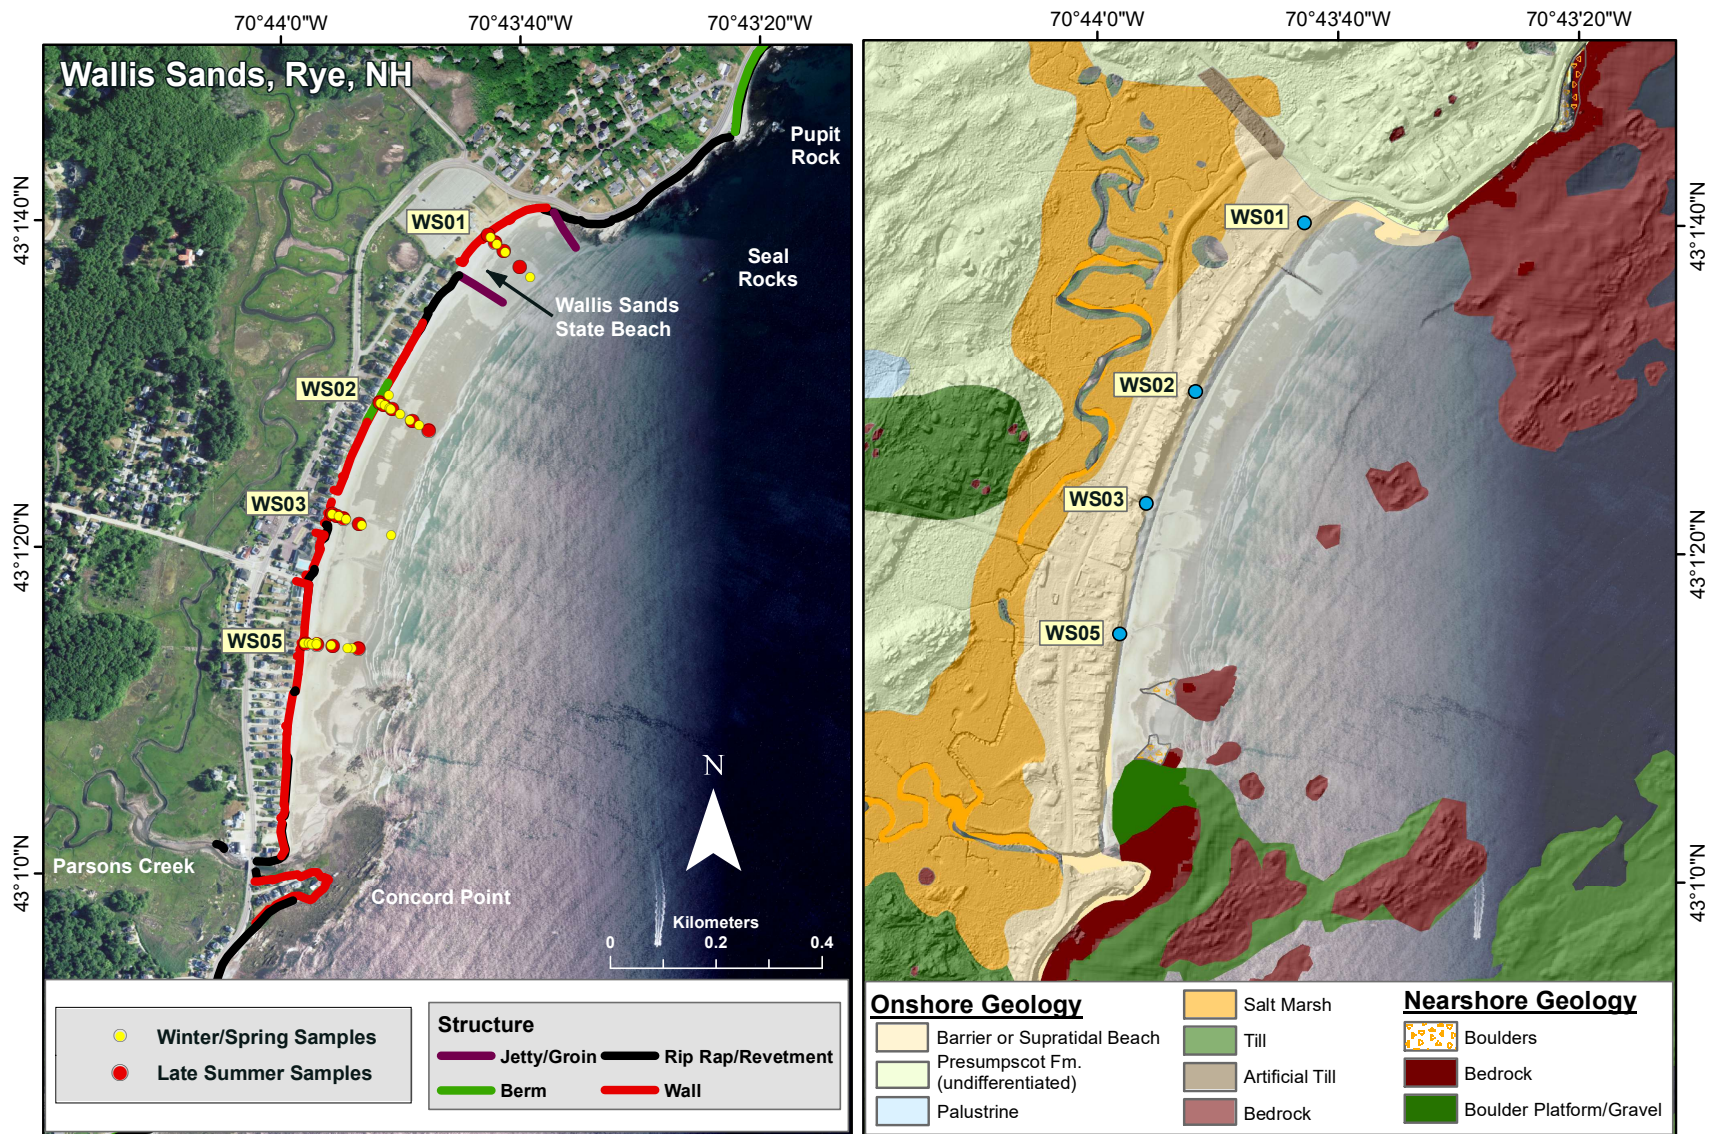 70°44'0"W
70°43'40"W
70°43'20"W
Wallis Sands, Rye, NH
43°1'40"N
43°1'20"N
43°1'0"N
Pupit
Rock
WS01
Seal
Rocks
Wallis Sands
State Beach
WS02
WS03
WS05
N
Parsons Creek
Concord Point
Kilometers
0
0.2
0.4
Winter/Spring Samples
Late Summer Samples
Structure
Jetty/Groin
Rip Rap/Revetment
Berm
Wall
70°44'0"W
70°43'40"W
70°43'20"W
WS01
WS02
WS03
WS05
43°1'40"N
43°1'20"N
43°1'0"N
Onshore Geology
Barrier or Supratidal Beach
Presumpscot Fm.
(undifferentiated)
Palustrine
Salt Marsh
Till
Artificial Till
Bedrock
Nearshore Geology
Boulders
Bedrock
Boulder Platform/Gravel